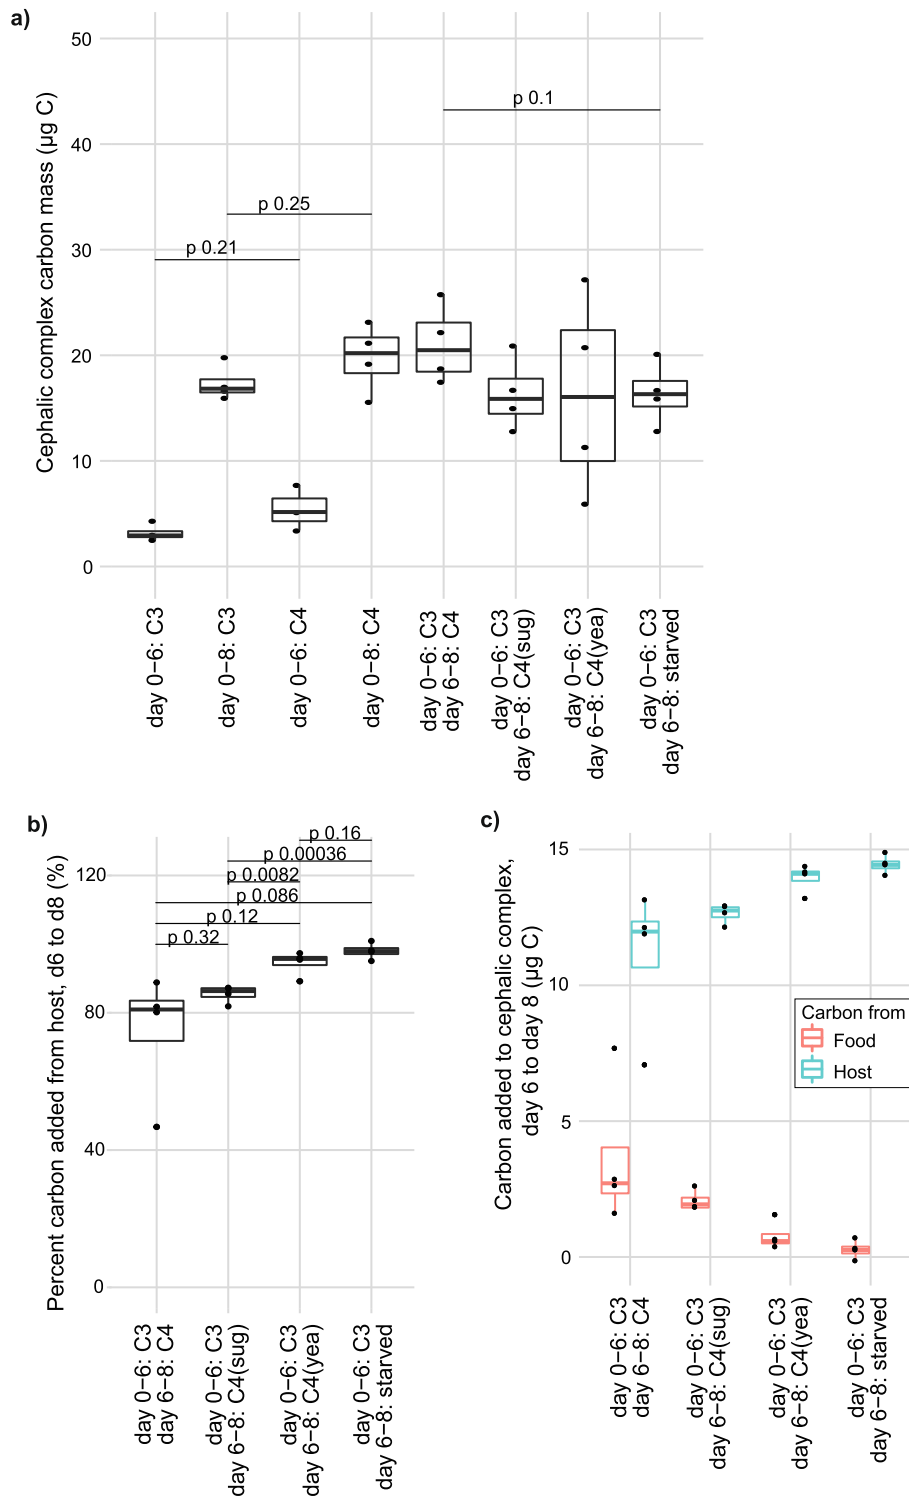 a)
Cephalic complex carbon mass (µg C)
50
40
30
20
10
0
p 0.1
p 0.25
p 0.21
day 0−6: C3
day 0−8: C3
day 0−6: C4
day 0−8: C4
day 0−6: C3
day 6−8: C4
day 0−6: C3
day 6−8: C4(sug)
day 0−6: C3
day 6−8: C4(yea)
day 0−6: C3
day 6−8: starved
b)
Percent carbon added from host, d6 to d8 (%)
120
80
40
0
p 0.16
p 0.00036
p 0.0082
p 0.086
p 0.12
p 0.32
day 0−6: C3
day 6−8: C4
day 0−6: C3
day 6−8: C4(sug)
day 0−6: C3
day 6−8: C4(yea)
day 0−6: C3
day 6−8: starved
c)
Carbon added to cephalic complex,
day 6 to day 8 (µg C)
15
10
5
0
Carbon from
Food
Host
day 0−6: C3
day 6−8: C4
day 0−6: C3
day 6−8: C4(sug)
day 0−6: C3
day 6−8: C4(yea)
day 0−6: C3
day 6−8: starved